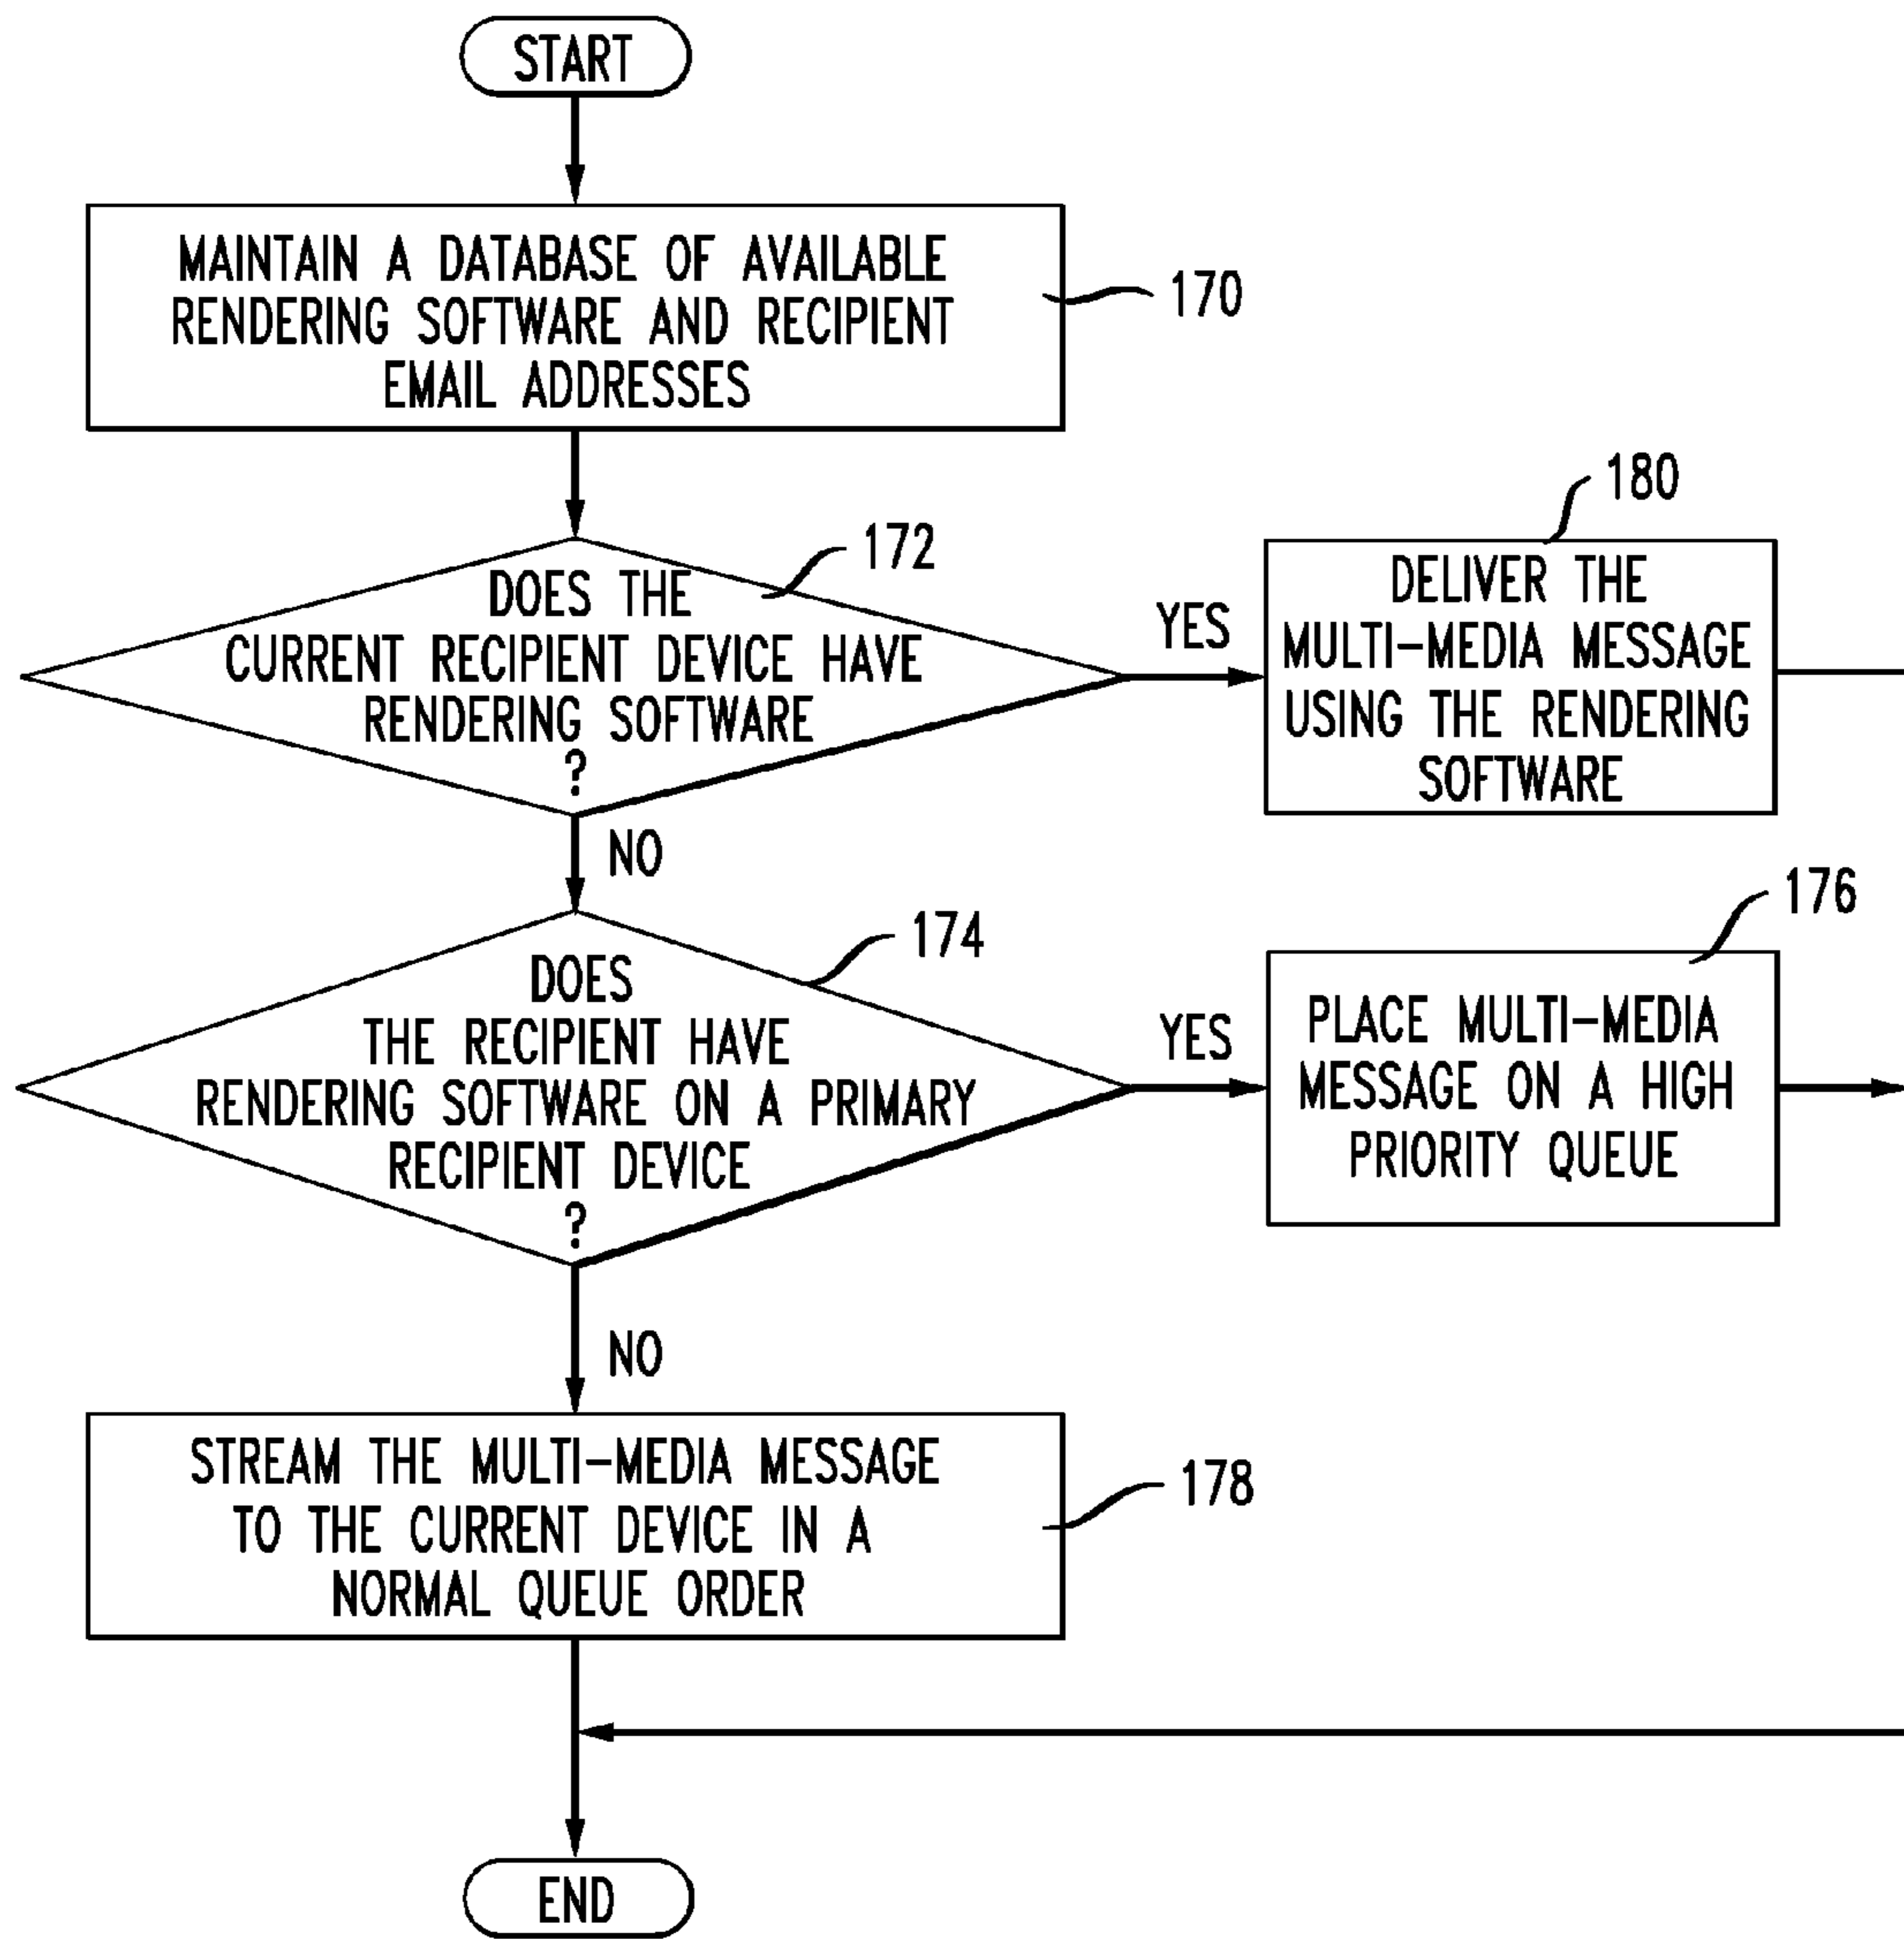 START
MAINTAIN A DATABASE OF AVAILABLE
RENDERING SOFTWARE AND RECIPIENT
EMAIL ADDRESSES
170
172
DOES THE
CURRENT RECIPIENT DEVICE HAVE
RENDERING SOFTWARE
?
YES
180
DELIVER THE
MULTI-MEDIA MESSAGE
USING THE RENDERING
SOFTWARE
NO
174
DOES
THE RECIPIENT HAVE
RENDERING SOFTWARE ON A PRIMARY
RECIPIENT DEVICE
?
YES
176
PLACE MULTI-MEDIA
MESSAGE ON A HIGH
PRIORITY QUEUE
NO
STREAM THE MULTI-MEDIA MESSAGE
TO THE CURRENT DEVICE IN A
NORMAL QUEUE ORDER
178
END